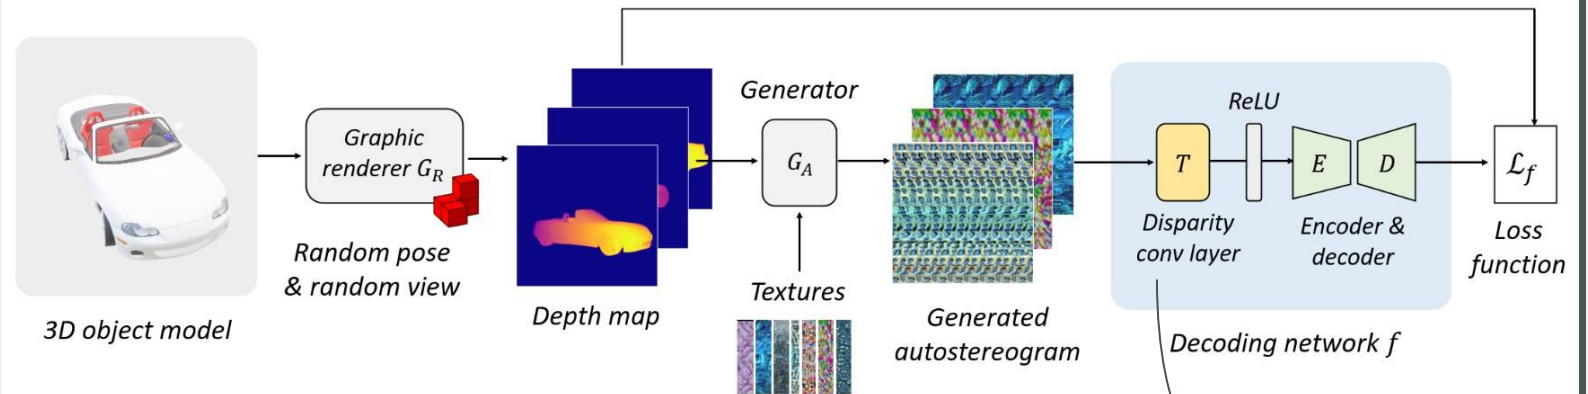 3D object model
Graphic
renderer G_R
Random pose
& random view
Depth map
Generator
G_A
Textures
Generated
autostereogram
ReLU
T
E
D
Disparity
conv layer
Encoder &
decoder
Decoding network f
ℒ_f
Loss
function